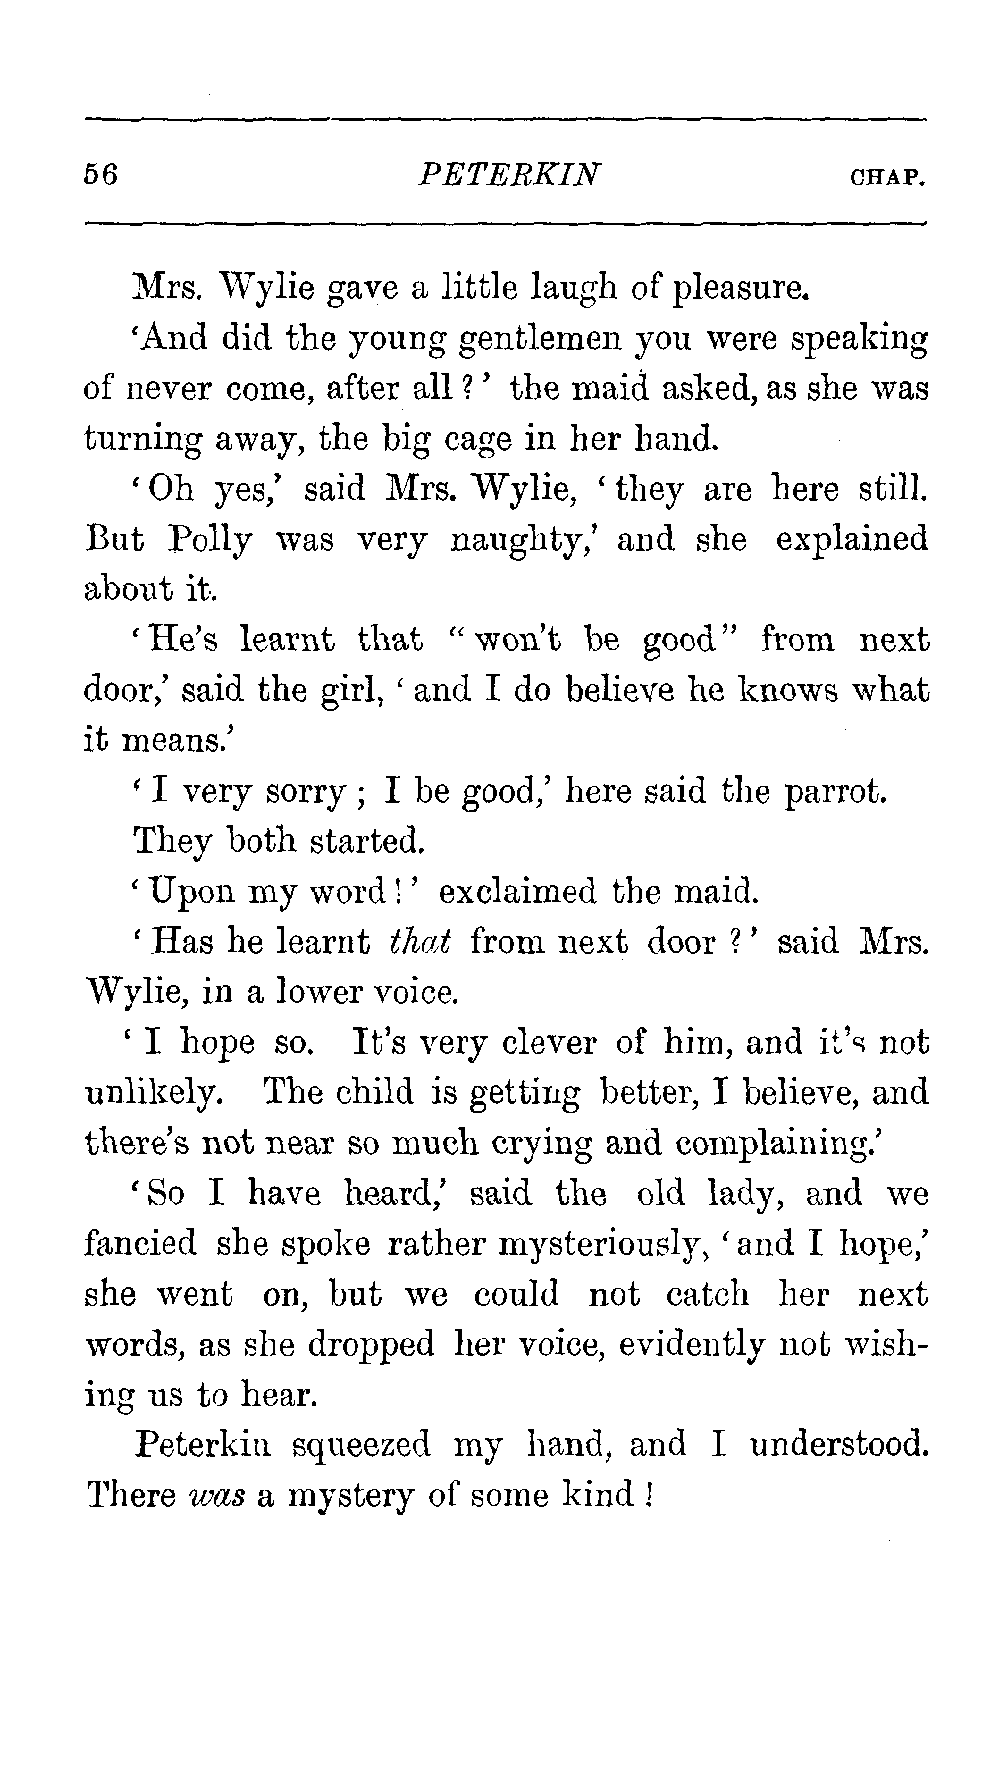 56 PETERKIN CHAP.
Mrs. Wylie gave a little laugh of pleasure.
‘And did the young gentlemen you were speaking
of never come, after all?’ the maid asked, as she was
turning away, the big cage in her hand.
‘Oh yes,’ said Mrs. Wylie, ‘they are here still.
But Polly was very naughty,’ and she explained
about it.
‘He’s learnt that “won’t be good” from next
door,’ said the girl, ‘and I do believe he knows what
it means.’
‘I very sorry; I be good,’ here said the parrot.
They both started.
‘Upon my word!’ exclaimed the maid.
‘Has he learnt that from next door?’ said Mrs.
Wylie, in a lower voice.
‘I hope so. It’s very clever of him, and it’s not
unlikely. The child is getting better, I believe, and
there’s not near so much crying and complaining.’
‘So I have heard,’ said the old lady, and we
fancied she spoke rather mysteriously, ‘and I hope,’
she went on, but we could not catch her next
words, as she dropped her voice, evidently not wish-
ing us to hear.
Peterkin squeezed my hand, and I understood.
There was a mystery of some kind!